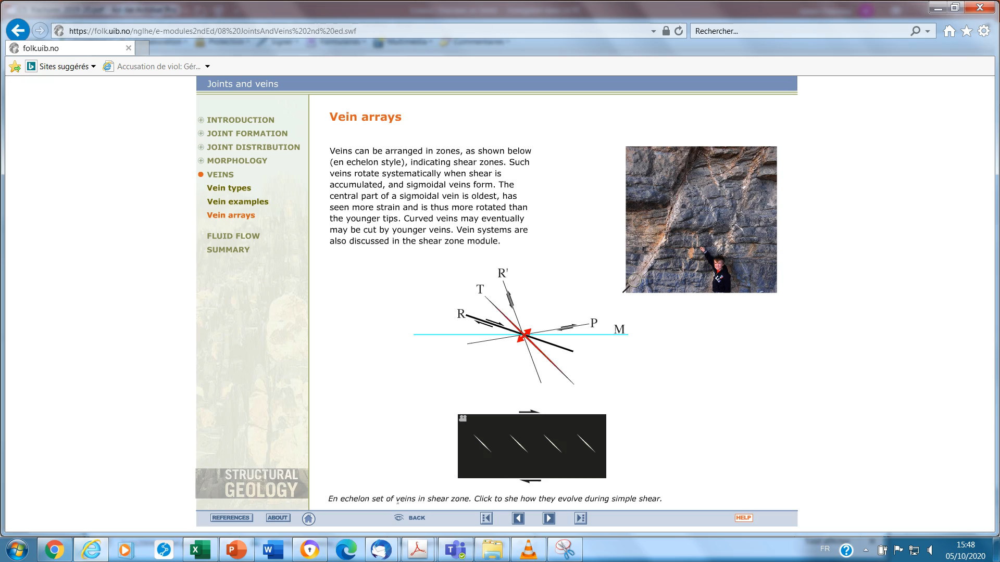 https://folk.uib.no/nglhe/e-modules2ndEd/08%20JointsAndVeins%202nd%20ed.swf
Rechercher...
folk.uib.no
Sites suggérés
Accusation de viol: Gér...
Joints and veins
INTRODUCTION
JOINT FORMATION
JOINT DISTRIBUTION
MORPHOLOGY
VEINS
Vein types
Vein examples
Vein arrays
FLUID FLOW
SUMMARY
STRUCTURAL
GEOLOGY
Vein arrays
Veins can be arranged in zones, as shown below
(en echelon style), indicating shear zones. Such
veins rotate systematically when shear is
accumulated, and sigmoidal veins form. The
central part of a sigmoidal vein is oldest, has
seen more strain and is thus more rotated than
the younger tips. Curved veins may eventually
may be cut by younger veins. Vein systems are
also discussed in the shear zone module.
R'
T
R
P
M
En echelon set of veins in shear zone. Click to she how they evolve during simple shear.
REFERENCES
ABOUT
BACK
HELP
FR
15:48
05/10/2020